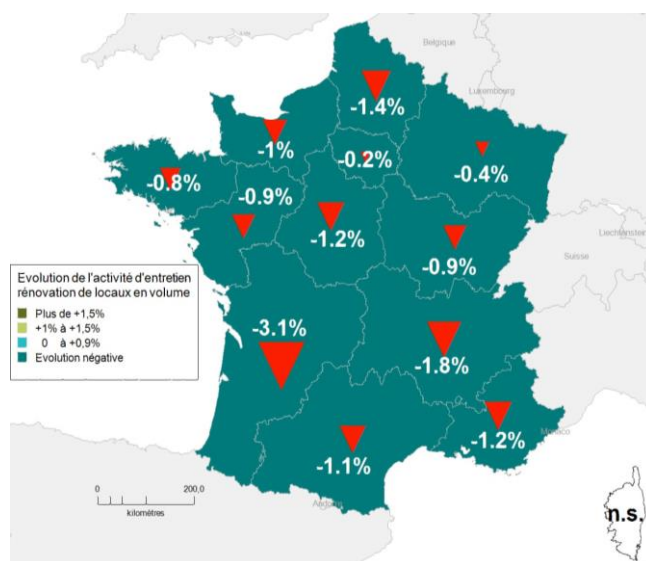 Belgique
Luxembourg
-1.4%
-1%
-0.2%
-0.4%
-0.8%
-0.9%
-1.2%
-0.9%
Liechtenstein
Suisse
Evolution de l'activité d'entretien
rénovation de locaux en volume
Plus de +1,5%
+1% à +1,5%
0 à +0,9%
Evolution négative
-3.1%
-1.8%
-1.2%
Monaco
-1.1%
0 200,0
kilomètres
Andorre
n.s.